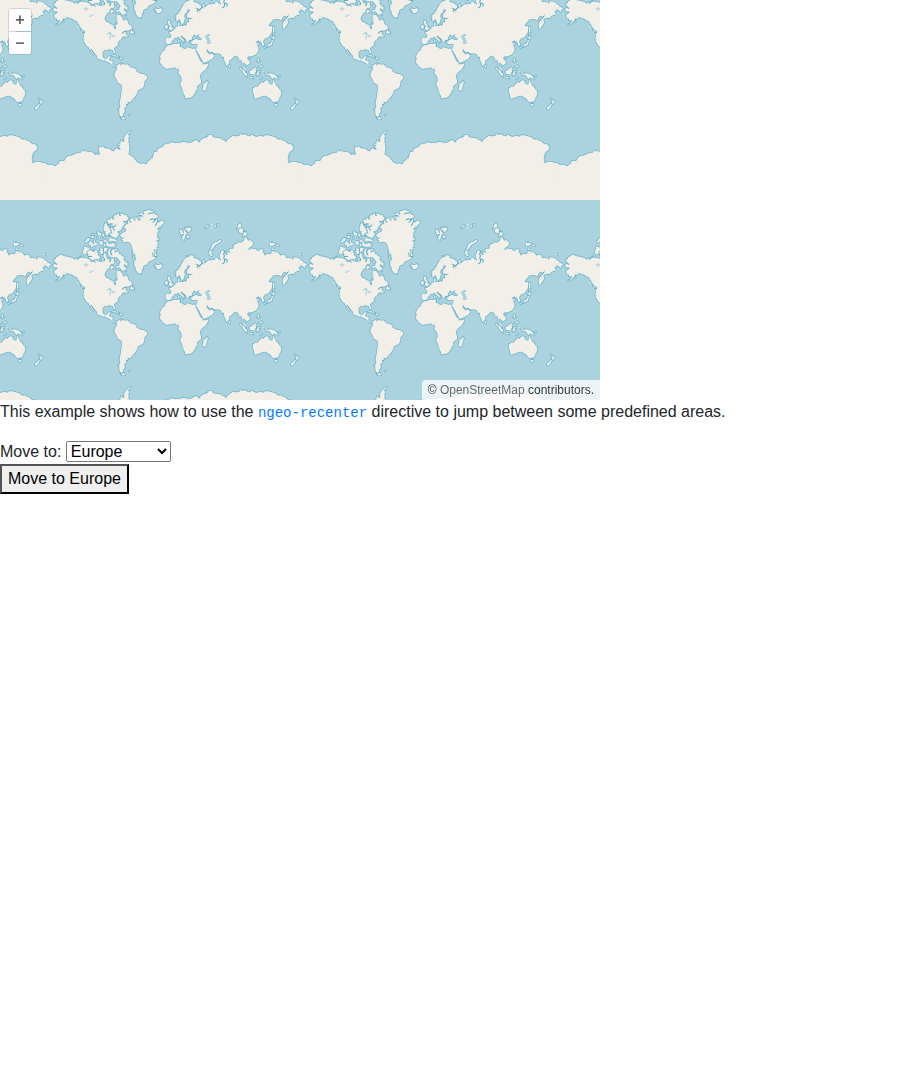 +
−
© OpenStreetMap contributors.
This example shows how to use the ngeo-recenter directive to jump between some predefined areas.
Move to: Europe
Move to Europe